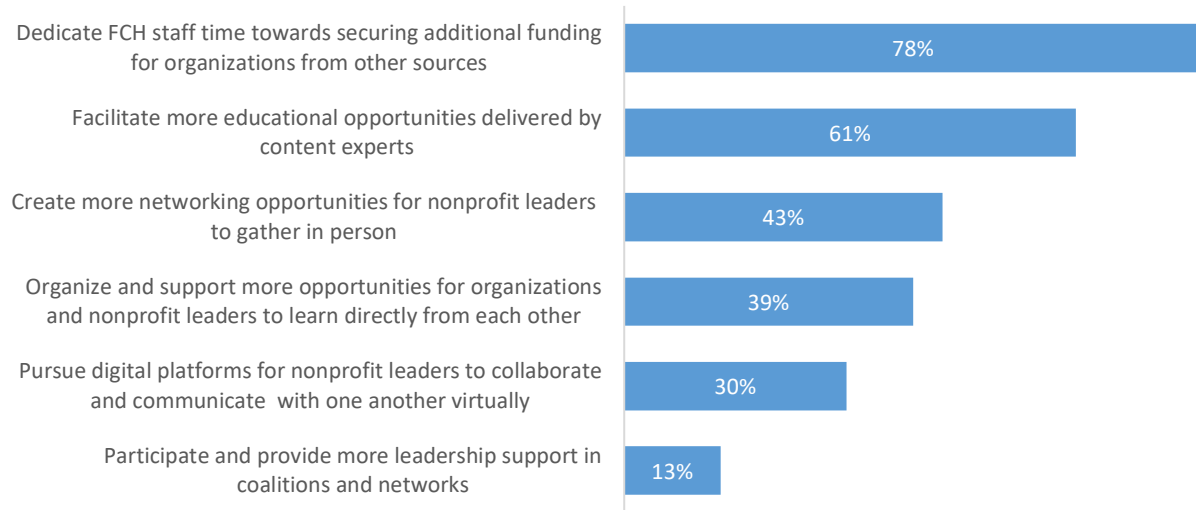 Dedicate FCH staff time towards securing additional funding
for organizations from other sources
78%
Facilitate more educational opportunities delivered by
content experts
61%
Create more networking opportunities for nonprofit leaders
to gather in person
43%
Organize and support more opportunities for organizations
and nonprofit leaders to learn directly from each other
39%
Pursue digital platforms for nonprofit leaders to collaborate
and communicate  with one another virtually
30%
Participate and provide more leadership support in
coalitions and networks
13%